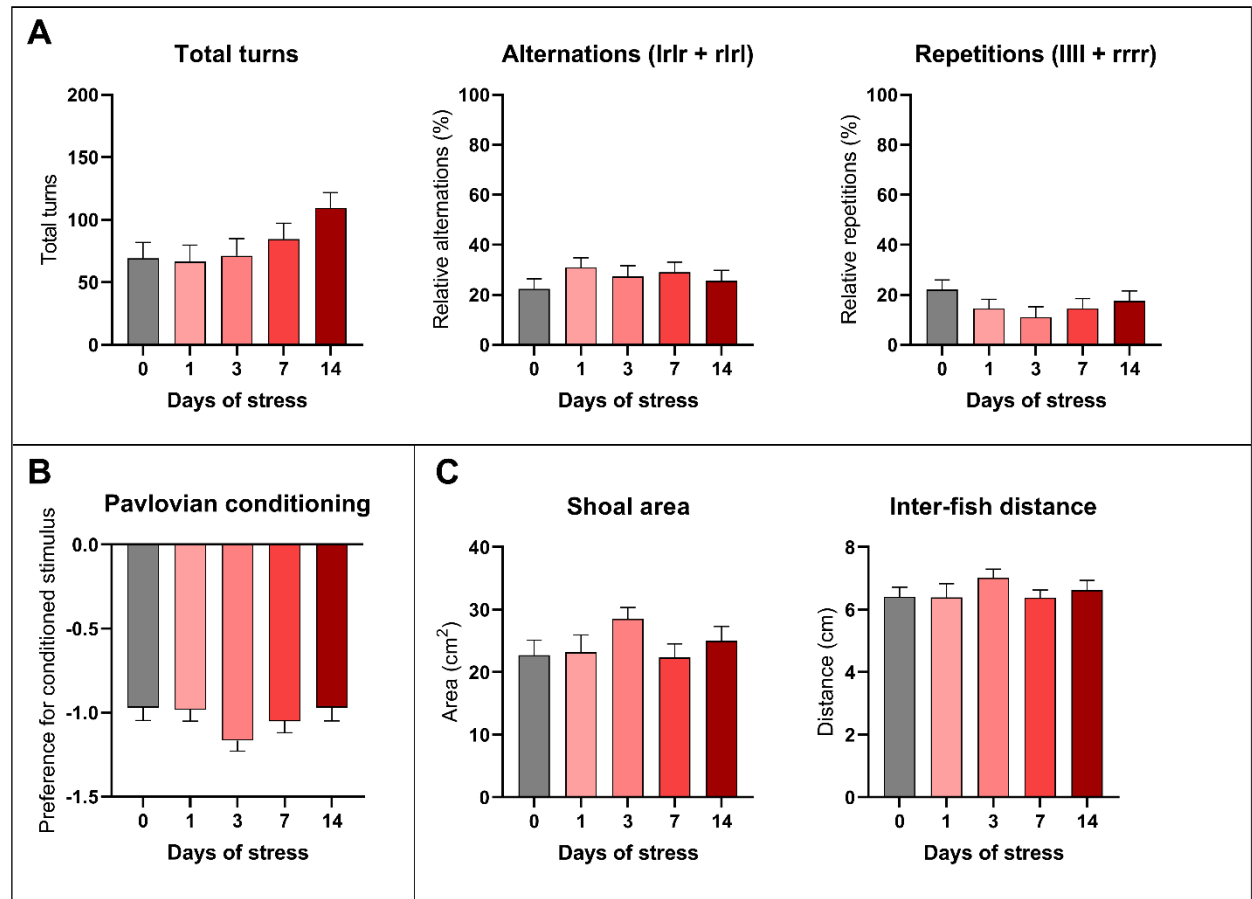 A
Total turns
Total turns
200
150
100
50
0
0 1 3 7 14
Days of stress
Alternations (lrlr + rlrl)
Relative alternations (%)
100
80
60
40
20
0
0 1 3 7 14
Days of stress
Repetitions (llll + rrrr)
Relative repetitions (%)
100
80
60
40
20
0
0 1 3 7 14
Days of stress
B
Pavlovian conditioning
Preference for conditioned stimulus
0.0
-0.5
-1.0
-1.5
0 1 3 7 14
Days of stress
C
Shoal area
Area (cm²)
40
30
20
10
0
0 1 3 7 14
Days of stress
Inter-fish distance
Distance (cm)
8
6
4
2
0
0 1 3 7 14
Days of stress